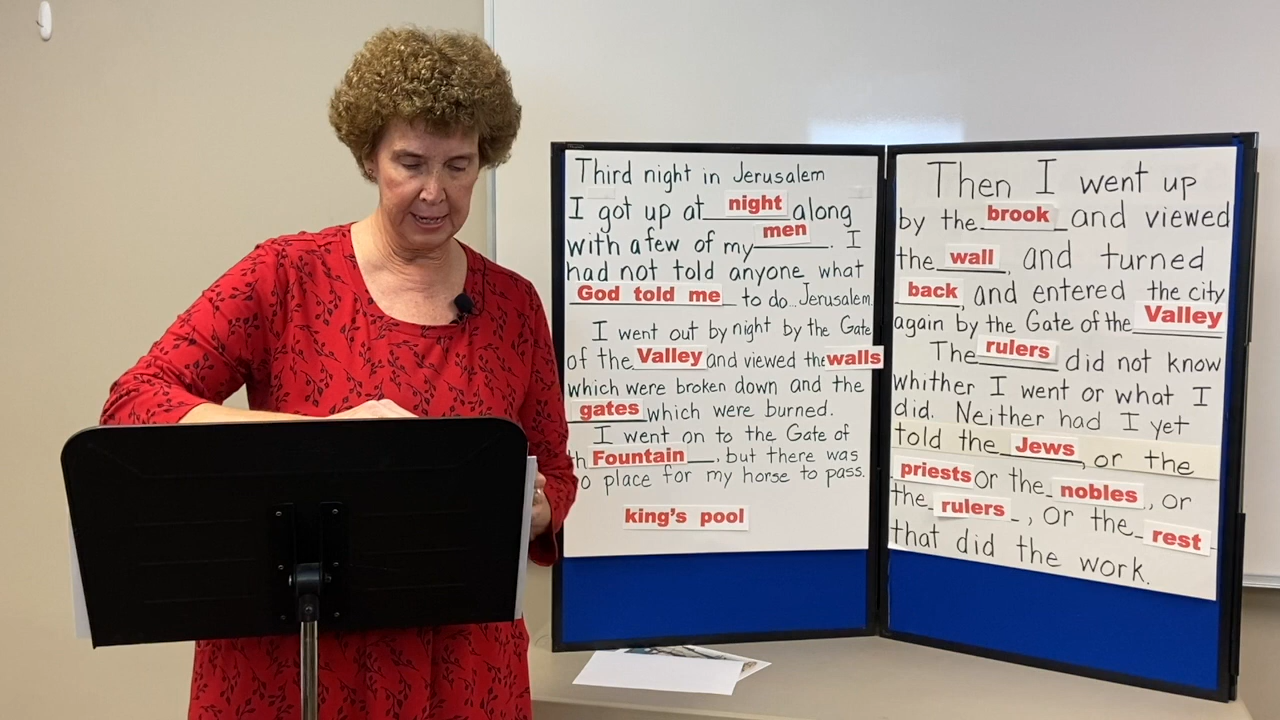 Third night in Jerusalem
I got up at night along
with a few of my men. I
had not told anyone what
God told me to do...Jerusalem.
I went out by night by the Gate
of the Valley and viewed the walls
which were broken down and the
gates which were burned.
I went on to the Gate of
th Fountain, but there was
no place for my horse to pass.
king's pool
Then I went up
by the brook and viewed
the wall, and turned
back, and entered the city
again by the Gate of the Valley
The rulers did not know
whither I went or what I
did. Neither had I yet
told the Jews, or the
priests or the nobles, or
the rulers, or the rest
that did the work.